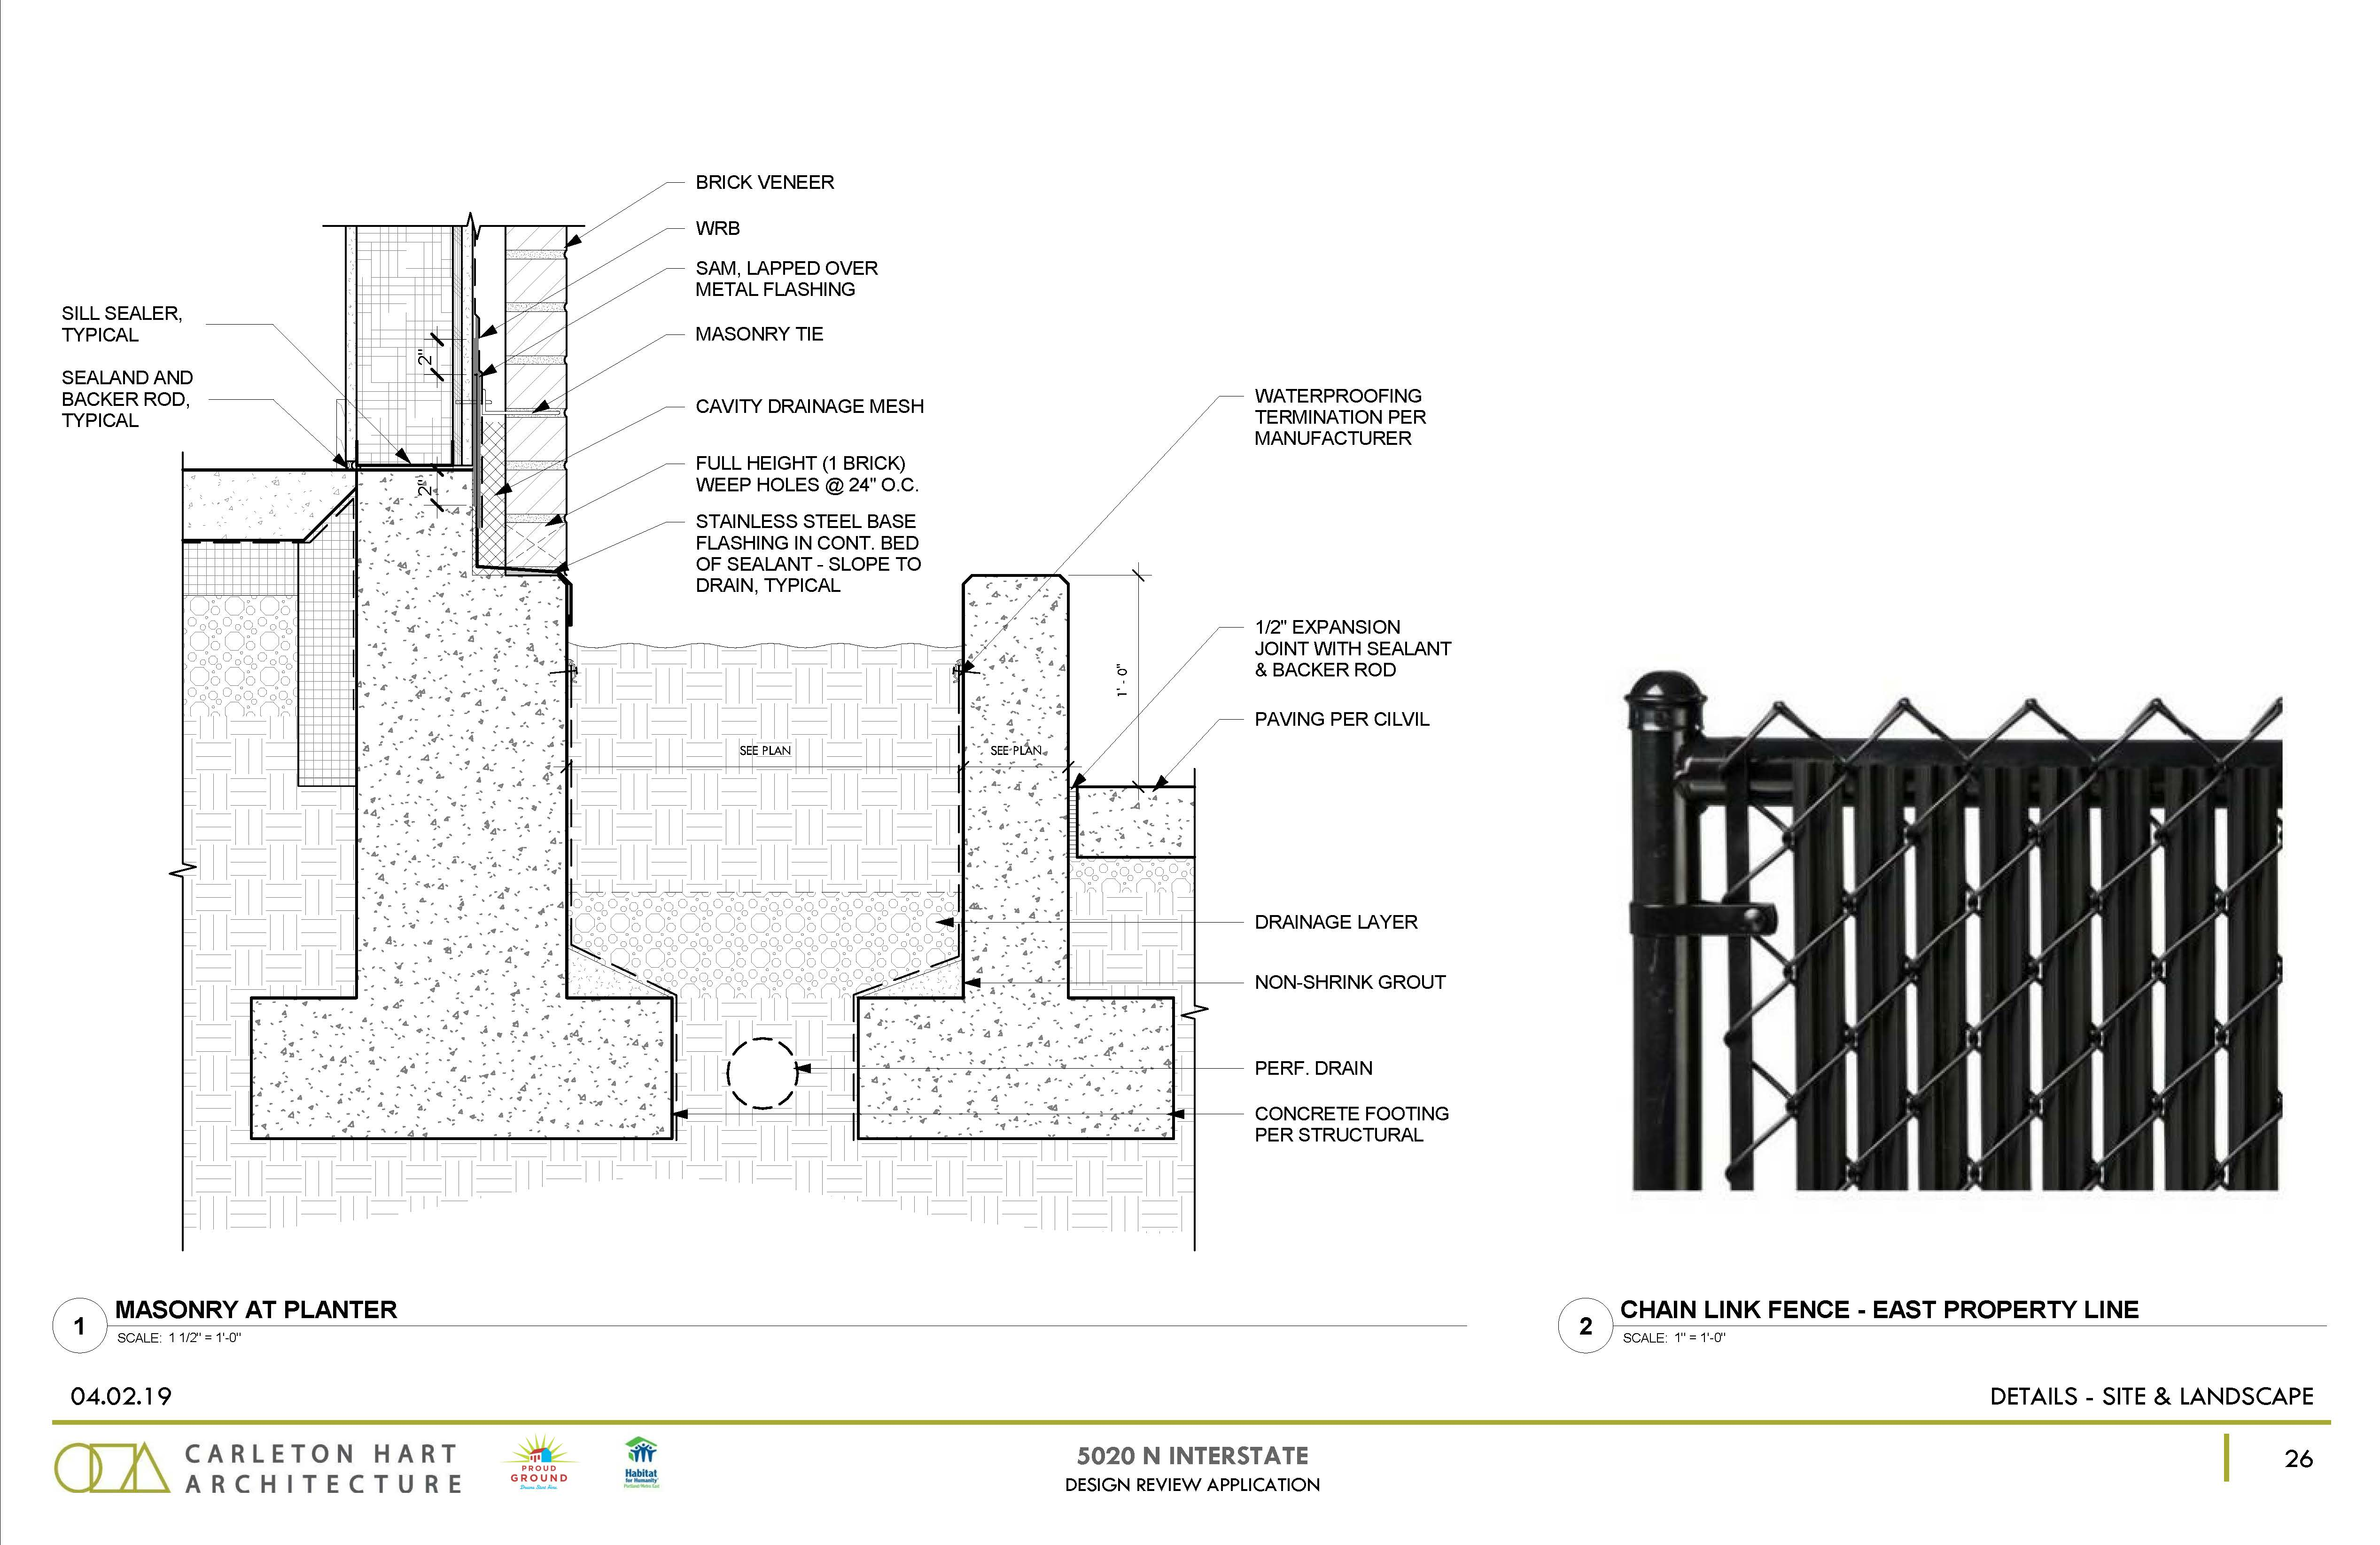 BRICK VENEER
WRB
SAM, LAPPED OVER
METAL FLASHING
MASONRY TIE
CAVITY DRAINAGE MESH
FULL HEIGHT (1 BRICK)
WEEP HOLES @ 24" O.C.
STAINLESS STEEL BASE
FLASHING IN CONT. BED
OF SEALANT - SLOPE TO
DRAIN, TYPICAL
SILL SEALER,
TYPICAL
SEALAND AND
BACKER ROD,
TYPICAL
2"
2"
WATERPROOFING
TERMINATION PER
MANUFACTURER
1/2" EXPANSION
JOINT WITH SEALANT
& BACKER ROD
PAVING PER CILVIL
1' - 0"
SEE PLAN
SEE PLAN
DRAINAGE LAYER
NON-SHRINK GROUT
PERF. DRAIN
CONCRETE FOOTING
PER STRUCTURAL
1
MASONRY AT PLANTER
SCALE: 1 1/2" = 1'-0"
2
CHAIN LINK FENCE - EAST PROPERTY LINE
SCALE: 1" = 1'-0"
04.02.19
DETAILS - SITE & LANDSCAPE
CARLETON HART
ARCHITECTURE
PROUD
GROUND
Dreams Start Here
Habitat
for Humanity
Portland/Metro East
5020 N INTERSTATE
DESIGN REVIEW APPLICATION
26